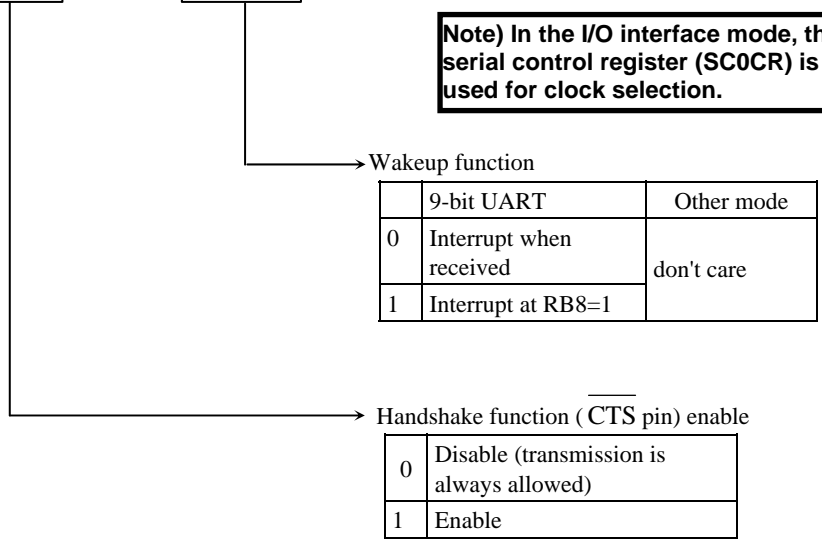 Note) In the I/O interface mode, th
serial control register (SC0CR) is
used for clock selection.
Wakeup function
9-bit UART Other mode
0 Interrupt when
received
don't care
1 Interrupt at RB8=1
Handshake function ( CTS pin) enable
0 Disable (transmission is
always allowed)
1 Enable